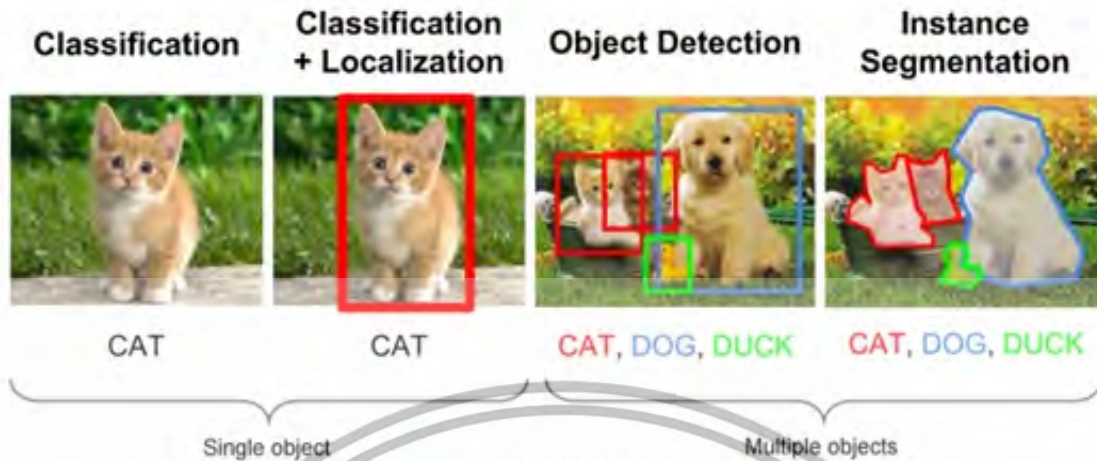 Classification
Classification
+ Localization
Object Detection
Instance
Segmentation
CAT
CAT
CAT, DOG, DUCK
CAT, DOG, DUCK
Single object
Multiple objects